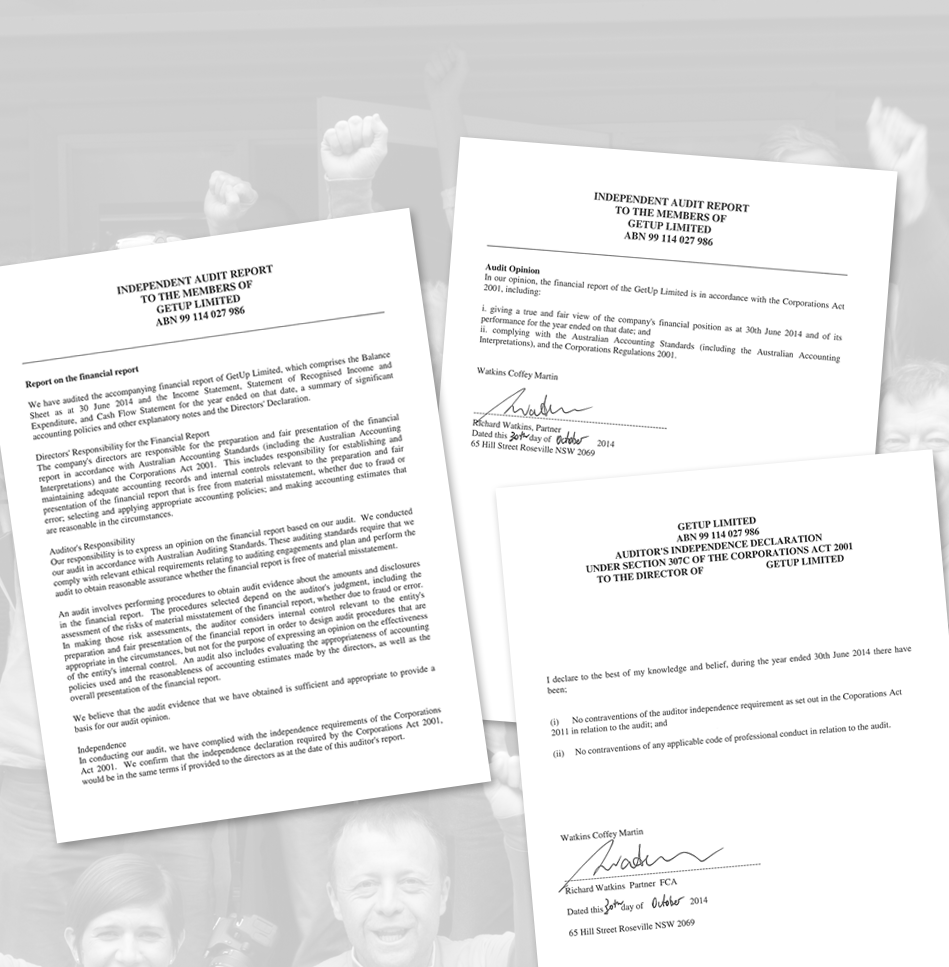 INDEPENDENT AUDIT REPORT
TO THE MEMBERS OF
GETUP LIMITED
ABN 99 114 027 986
Report on the financial report
We have audited the accompanying financial report of GetUp Limited, which comprises the Balance
Sheet as at 30 June 2014 and the Income Statement, Statement of Recognised Income and
Expenditure, and Cash Flow Statement for the year ended on that date, a summary of significant
accounting policies and other explanatory notes and the Directors' Declaration.
Directors' Responsibility for the Financial Report
The company's directors are responsible for the preparation and fair presentation of the financial
report in accordance with Australian Accounting Standards (including the Australian Accounting
Interpretations) and the Corporations Act 2001. This includes responsibility for establishing and
maintaining adequate accounting records and internal controls relevant to the preparation and fair
presentation of the financial report that is free from material misstatement, whether due to fraud or
error; selecting and applying appropriate accounting policies; and making accounting estimates that
are reasonable in the circumstances.
Auditor's Responsibility
Our responsibility is to express an opinion on the financial report based on our audit. We conducted
our audit in accordance with Australian Auditing Standards. These auditing standards require that we
comply with relevant ethical requirements relating to auditing engagements and plan and perform the
audit to obtain reasonable assurance whether the financial report is free of material misstatement.
An audit involves performing procedures to obtain audit evidence about the amounts and disclosures
in the financial report. The procedures selected depend on the auditor's judgment, including the
assessment of the risks of material misstatement of the financial report, whether due to fraud or error.
In making those risk assessments, the auditor considers internal control relevant to the entity's
preparation and fair presentation of the financial report in order to design audit procedures that are
appropriate in the circumstances, but not for the purpose of expressing an opinion on the effectiveness
of the entity's internal control. An audit also includes evaluating the appropriateness of accounting
policies used and the reasonableness of accounting estimates made by the directors, as well as the
overall presentation of the financial report.
We believe that the audit evidence that we have obtained is sufficient and appropriate to provide a
basis for our audit opinion.
Independence
In conducting our audit, we have complied with the independence requirements of the Corporations
Act 2001. We confirm that the independence declaration required by the Corporations Act 2001,
would be in the same terms if provided to the directors as at the date of this auditor's report.
INDEPENDENT AUDIT REPORT
TO THE MEMBERS OF
GETUP LIMITED
ABN 99 114 027 986
Audit Opinion
In our opinion, the financial report of the GetUp Limited is in accordance with the Corporations Act
2001, including:
i. giving a true and fair view of the company's financial position as at 30th June 2014 and of its
performance for the year ended on that date; and
ii. complying with the Australian Accounting Standards (including the Australian Accounting
Interpretations), and the Corporations Regulations 2001.
Watkins Coffey Martin
Richard Watkins, Partner
Dated this 30th day of October 2014
65 Hill Street Roseville NSW 2069
GETUP LIMITED
ABN 99 114 027 986
AUDITOR'S INDEPENDENCE DECLARATION
UNDER SECTION 307C OF THE CORPORATIONS ACT 2001
TO THE DIRECTOR OF GETUP LIMITED
I declare to the best of my knowledge and belief, during the year ended 30th June 2014 there have
been;
(i) No contraventions of the auditor independence requirement as set out in the Coporations Act
2011 in relation to the audit; and
(ii) No contraventions of any applicable code of professional conduct in relation to the audit.
Watkins Coffey Martin
Richard Watkins Partner FCA
Dated this 30th day of October 2014
65 Hill Street Roseville NSW 2069